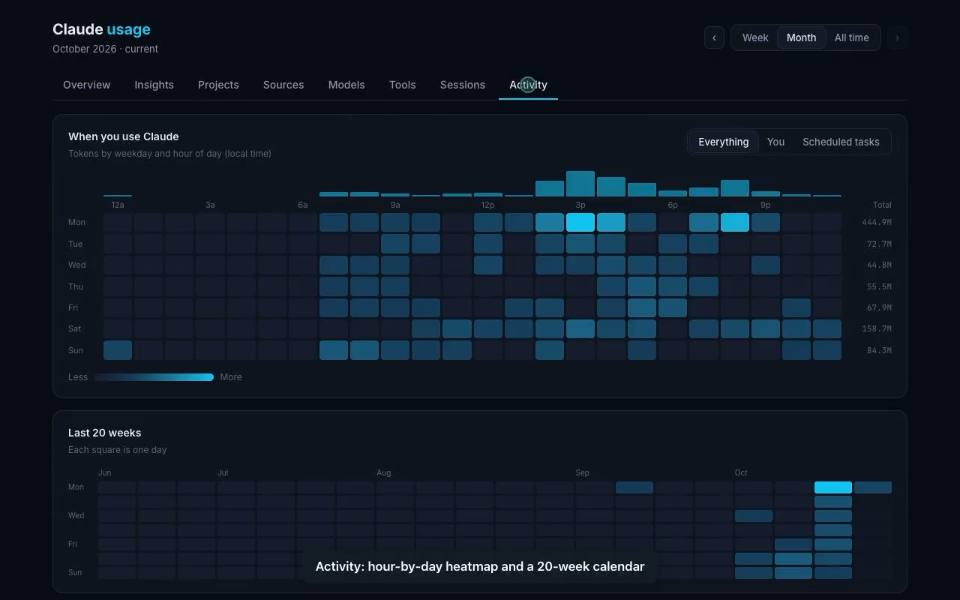 Claude usage
October 2026 · current
‹ Week Month All time ›
Overview Insights Projects Sources Models Tools Sessions Activity
When you use Claude
Tokens by weekday and hour of day (local time)
Everything You Scheduled tasks
12a 3a 6a 9a 12p 3p 6p 9p Total
Mon 444.9M
Tue 72.7M
Wed 44.8M
Thu 55.5M
Fri 67.9M
Sat 158.7M
Sun 84.3M
Less More
Last 20 weeks
Each square is one day
Jun Jul Aug Sep Oct
Mon
Wed
Fri
Sun
Activity: hour-by-day heatmap and a 20-week calendar